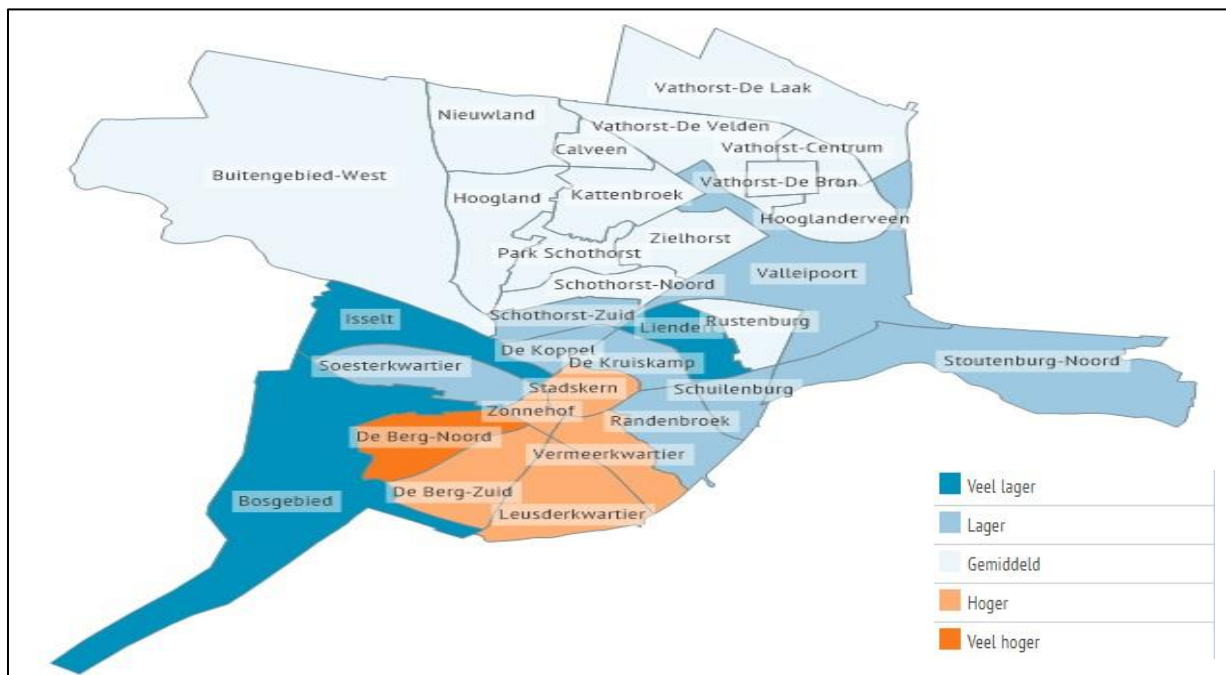 Vathorst-De Laak
Nieuwland
Vathorst-De Velden
Calveen
Vathorst-Centrum
Buitengebied-West
Vathorst-De Bron
Hoogland
Kattenbroek
Hooglanderveen
Zielhorst
Park Schothorst
Valleipoort
Schothorst-Noord
Isselt
Schothorst-Zuid
Liendert
Rustenburg
De Koppel
Soesterkwartier
De Kruiskamp
Stoutenburg-Noord
Stadskern
Schuilenburg
Zonnehof
Randenbroek
De Berg-Noord
Vermeerkwartier
De Berg-Zuid
Bosgebied
Leusderkwartier
Veel lager
Lager
Gemiddeld
Hoger
Veel hoger